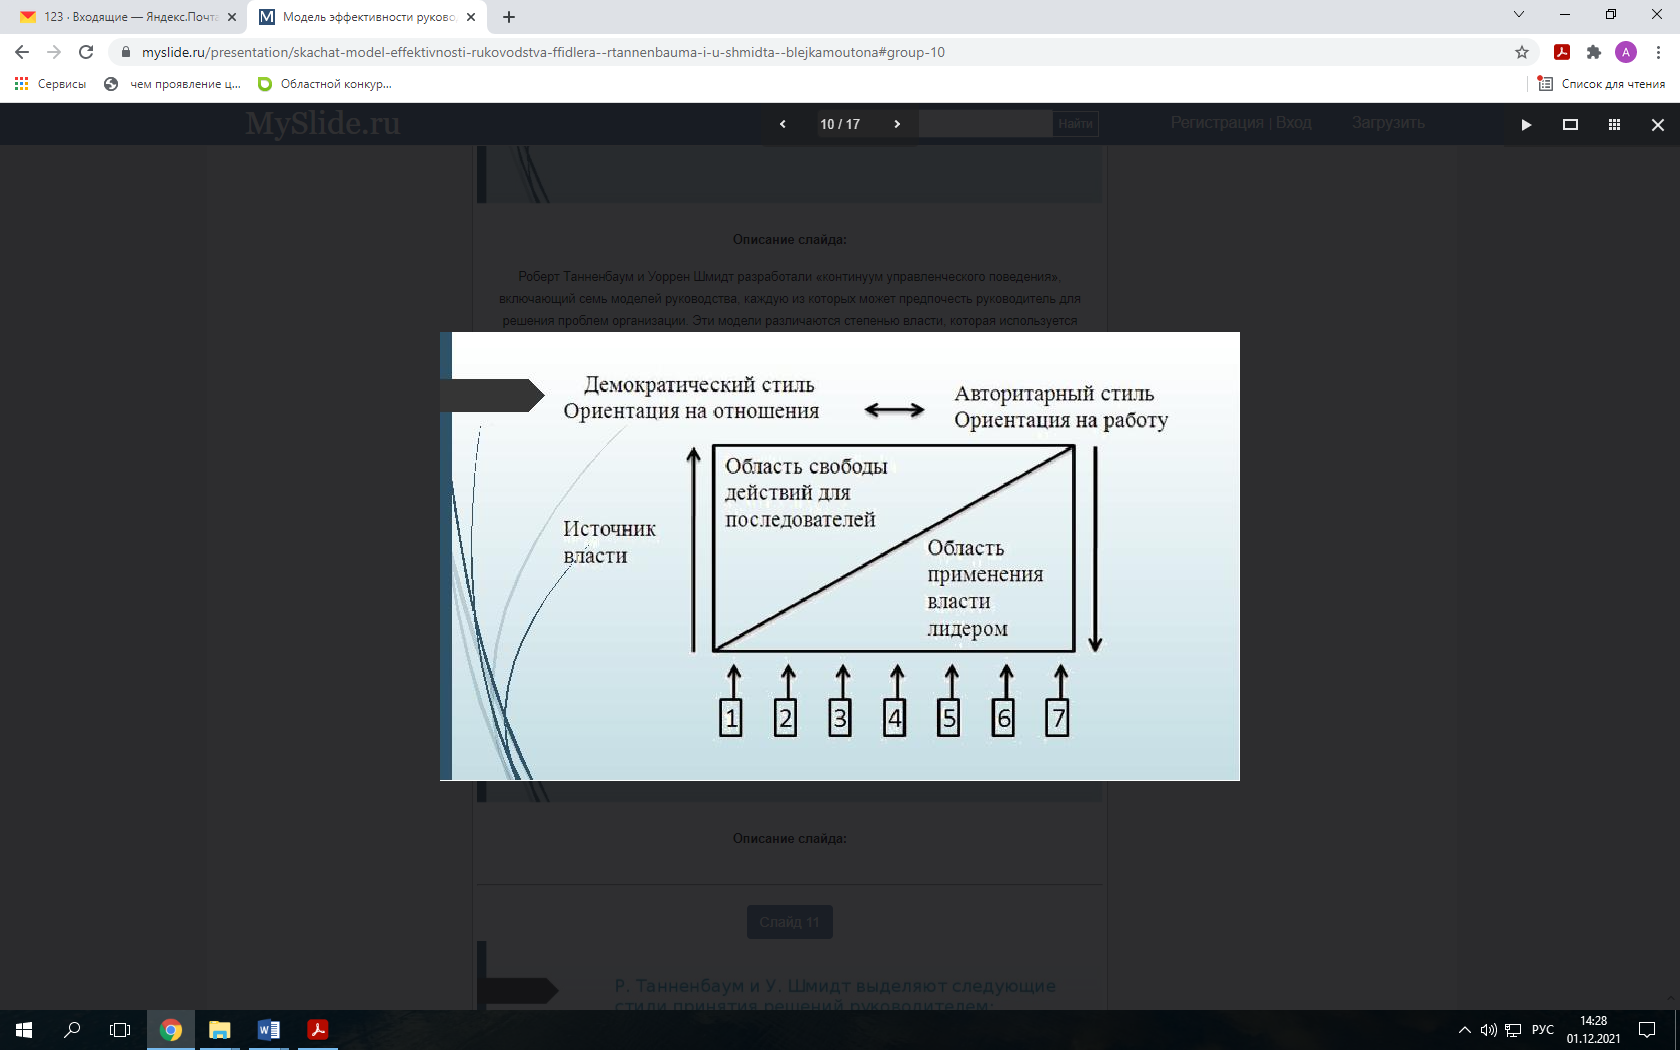 123 · Входящие — Яндекс.Почта
Модель эффективности руково
myslide.ru/presentation/skachat-model-effektivnosti-rukovodstva-ffidlera--rtannenbauma-i-u-shmidta--blejkamoutona#group-10
А
Сервисы
чем проявление ц...
Областной конкур...
Список для чтения
MySlide.ru
10 / 17
Найти
Регистрация | Вход
Загрузить
Описание слайда:
Роберт Танненбаум и Уоррен Шмидт разработали «континуум управленческого поведения»,
включающий семь моделей руководства, каждую из которых может предпочесть руководитель для
решения проблем организации. Эти модели различаются степенью власти, которая используется
Демократический стиль
Ориентация на отношения
Авторитарный стиль
Ориентация на работу
Область свободы
действий для
последователей
Источник
власти
Область
применения
власти
лидером
1 2 3 4 5 6 7
Описание слайда:
Слайд 11
Р. Танненбаум и У. Шмидт выделяют следующие
стили принятия решений руководителем:
РУС
14:28
01.12.2021